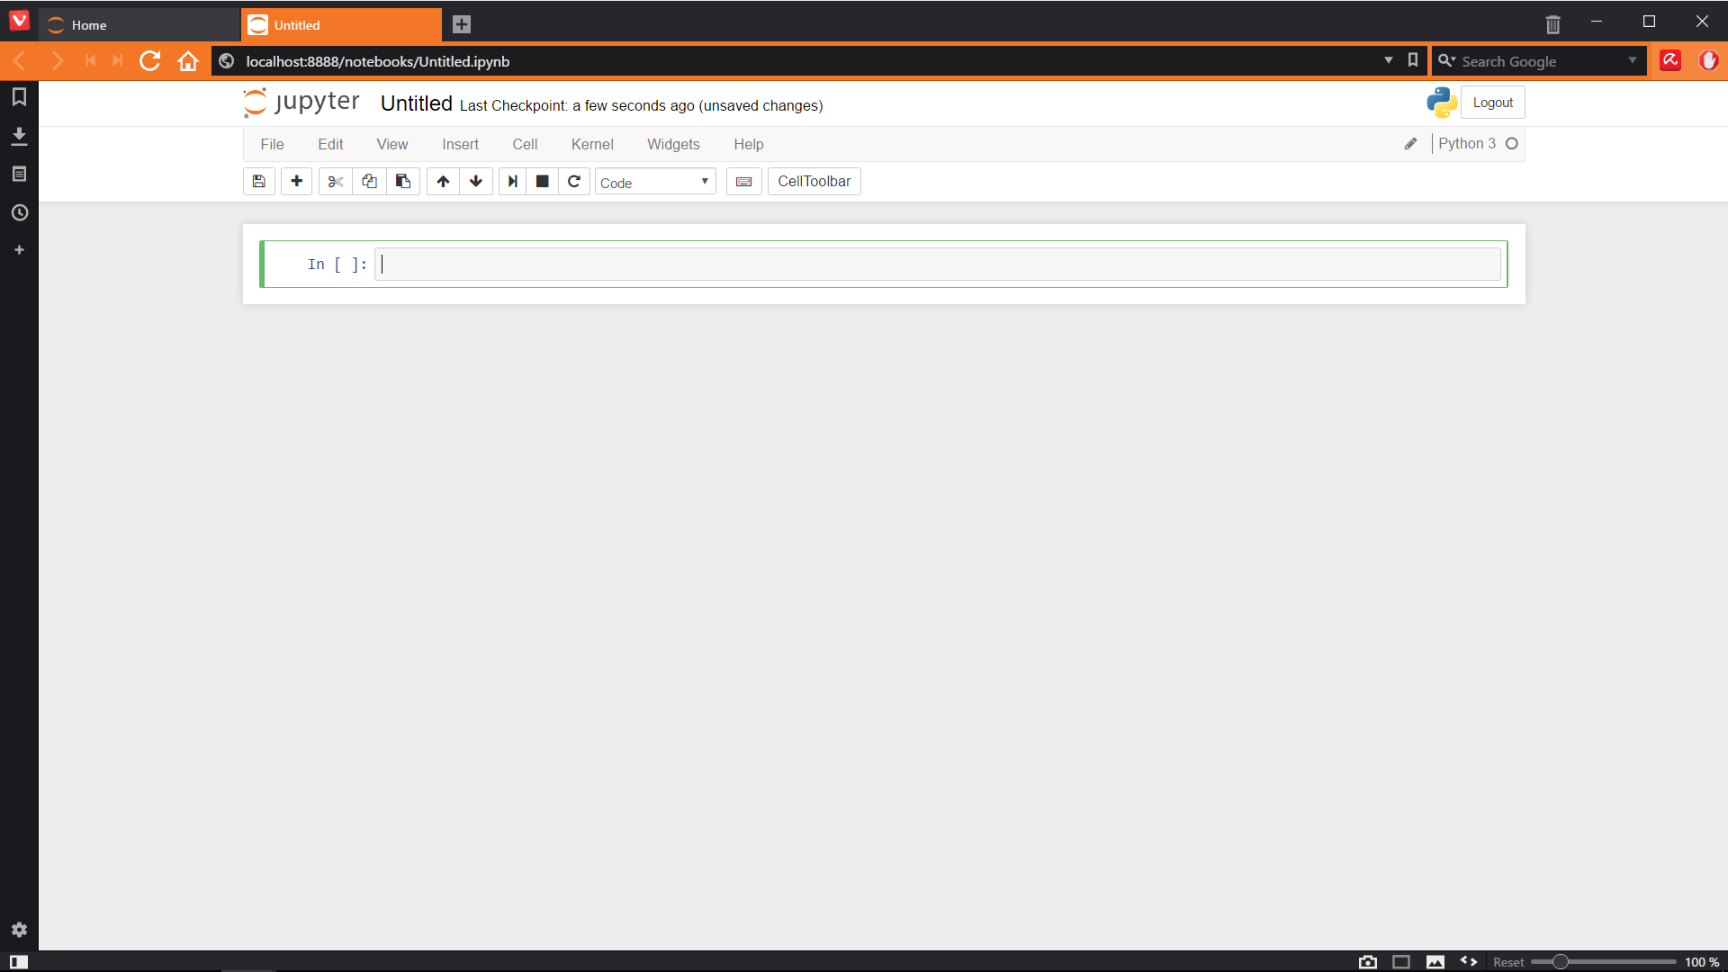 Home
Untitled
localhost:8888/notebooks/Untitled.ipynb
Search Google
jupyter Untitled Last Checkpoint: a few seconds ago (unsaved changes)
Logout
File Edit View Insert Cell Kernel Widgets Help
Python 3
Code
CellToolbar
In [ ]:
Reset
100 %